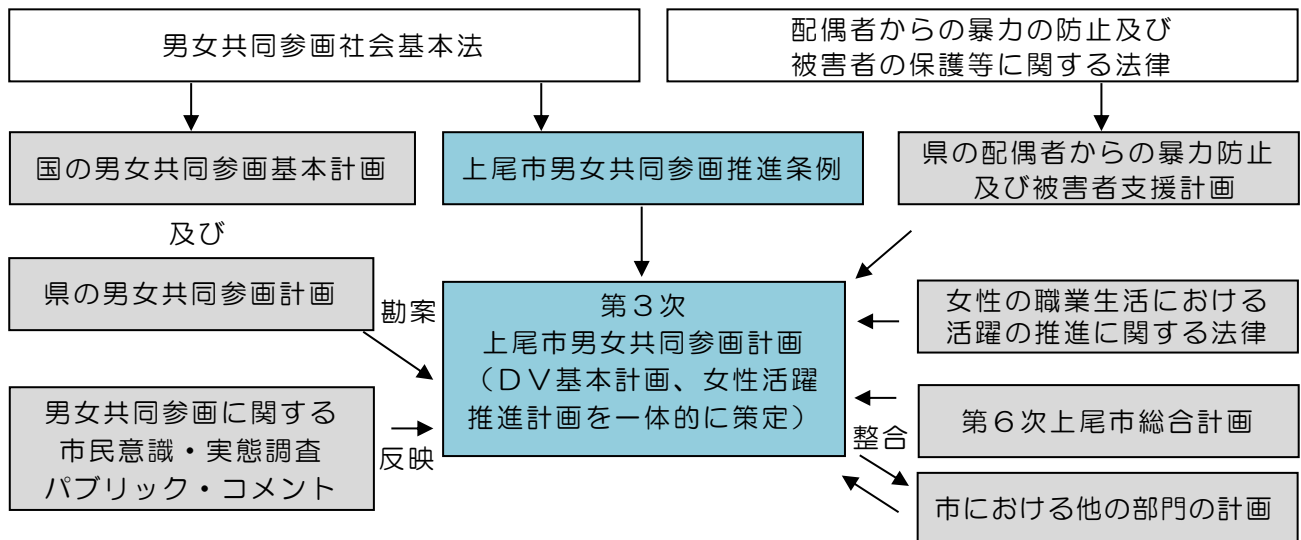 男女共同参画社会基本法
配偶者からの暴力の防止及び
被害者の保護等に関する法律
国の男女共同参画基本計画
上尾市男女共同参画推進条例
県の配偶者からの暴力防止
及び被害者支援計画
及び
県の男女共同参画計画
勘案
第３次
上尾市男女共同参画計画
（ＤＶ基本計画、女性活躍
推進計画を一体的に策定）
女性の職業生活における
活躍の推進に関する法律
男女共同参画に関する
市民意識・実態調査
パブリック・コメント
反映
第６次上尾市総合計画
整合
市における他の部門の計画